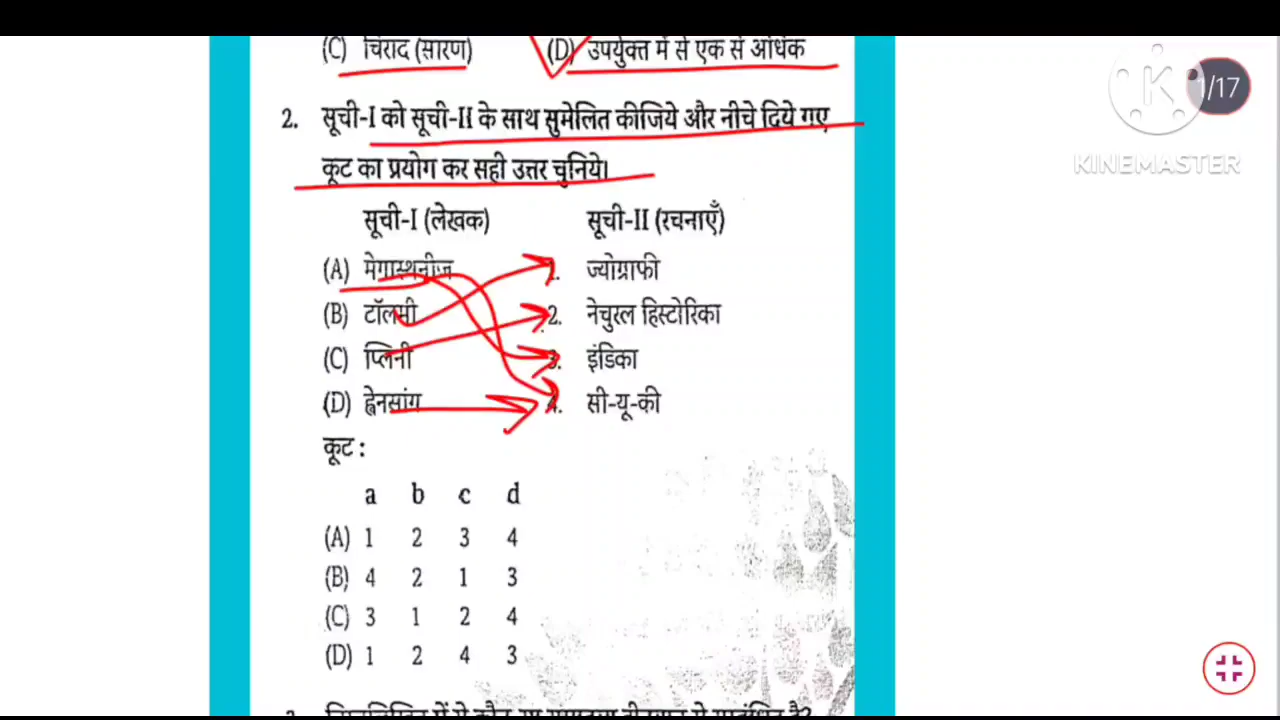 (C) चिरांद (सारण) (D) उपर्युक्त में से एक से अधिक
1/17
KINEMASTER
2. सूची-I को सूची-II के साथ सुमेलित कीजिये और नीचे दिये गए
कूट का प्रयोग कर सही उत्तर चुनिये।
सूची-I (लेखक) सूची-II (रचनाएँ)
(A) मेगास्थनीज 1. ज्योग्राफी
(B) टॉलमी 2. नेचुरल हिस्टोरिका
(C) प्लिनी 3. इंडिका
(D) ह्वेनसांग 4. सी-यू-की
कूट :
a b c d
(A) 1 2 3 4
(B) 4 2 1 3
(C) 3 1 2 4
(D) 1 2 4 3